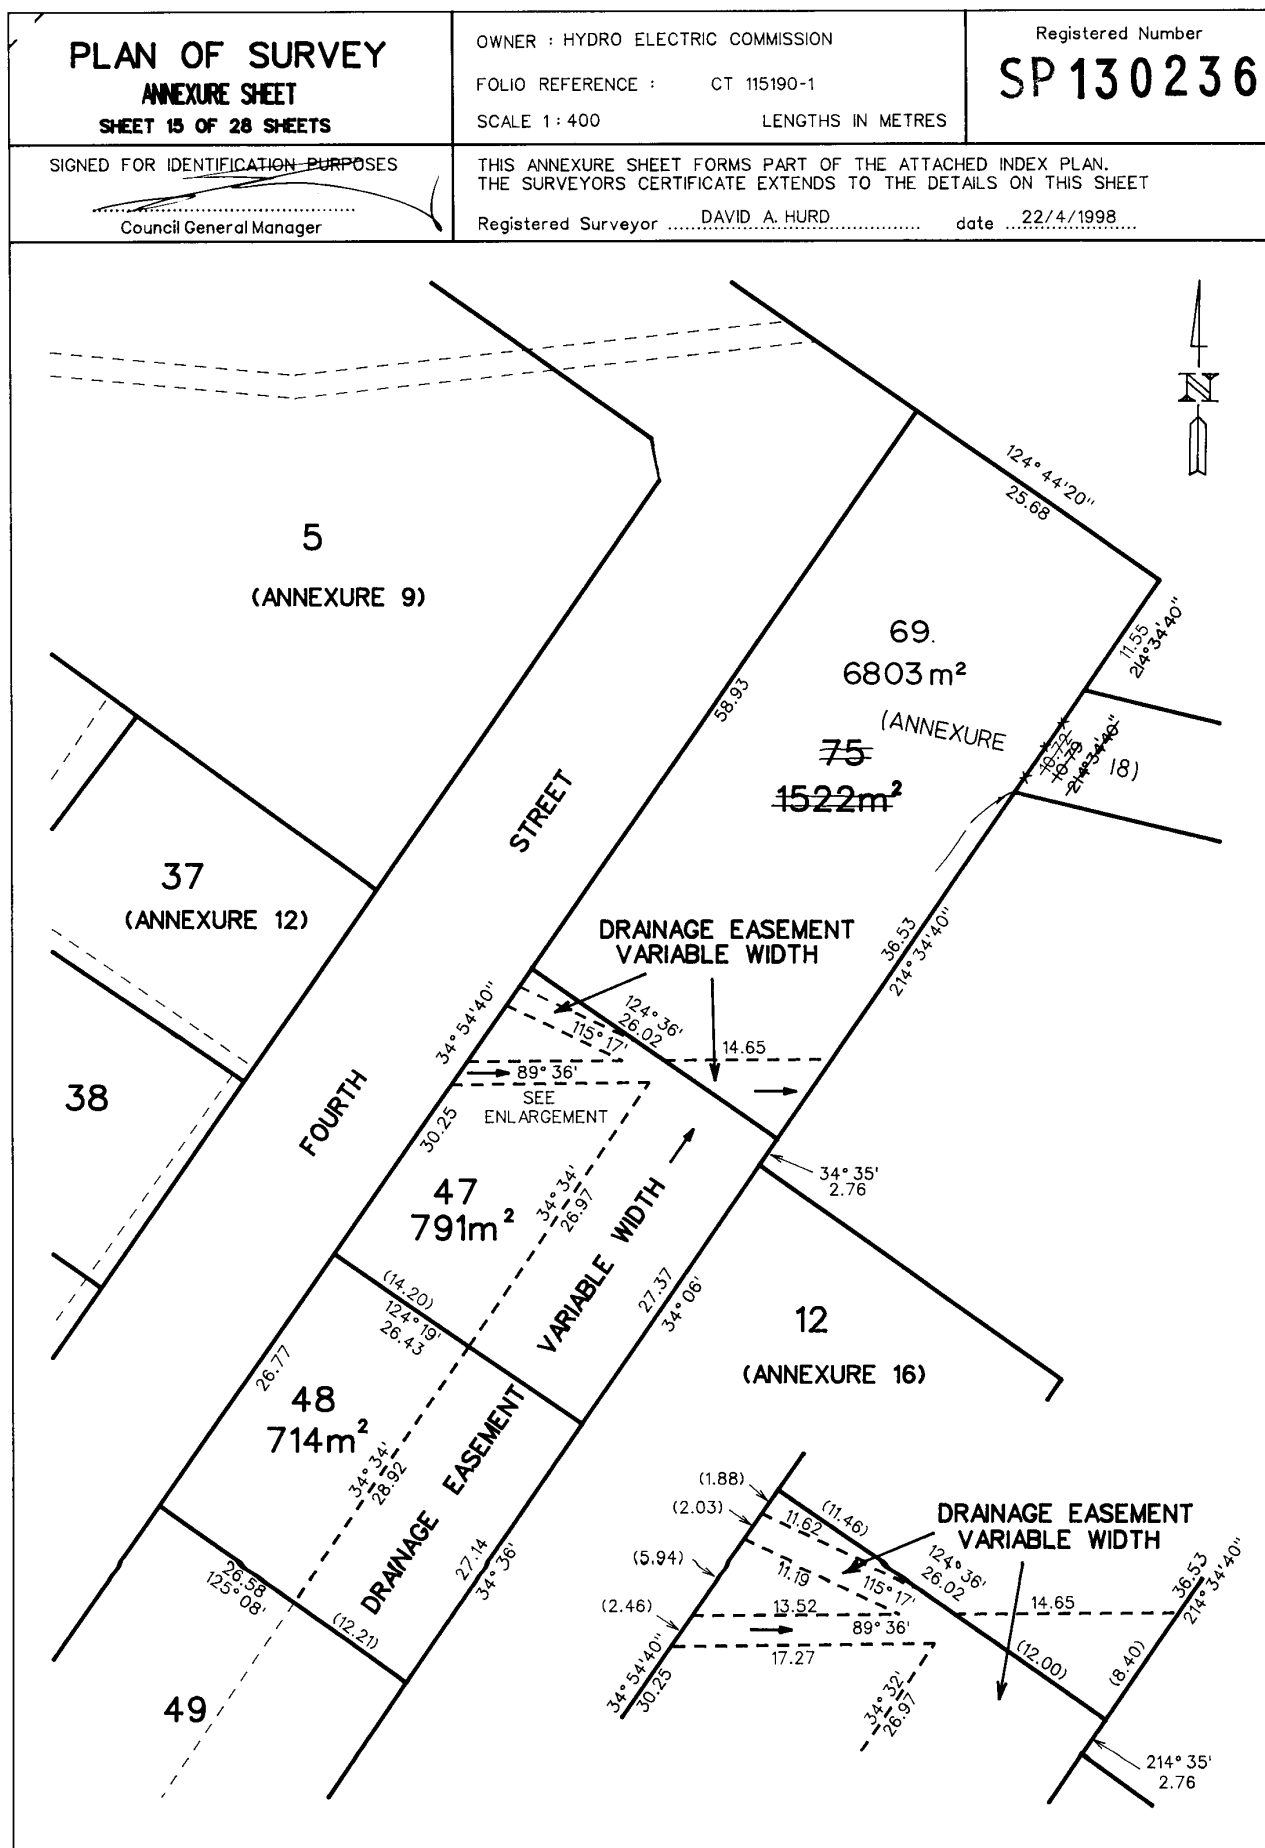 PLAN OF SURVEY
ANNEXURE SHEET
SHEET 15 OF 28 SHEETS
OWNER : HYDRO ELECTRIC COMMISSION
FOLIO REFERENCE : CT 115190-1
SCALE 1 : 400 LENGTHS IN METRES
Registered Number
SP130236
SIGNED FOR IDENTIFICATION PURPOSES
Council General Manager
THIS ANNEXURE SHEET FORMS PART OF THE ATTACHED INDEX PLAN.
THE SURVEYORS CERTIFICATE EXTENDS TO THE DETAILS ON THIS SHEET
Registered Surveyor DAVID A. HURD date 22/4/1998
N
124°44'20"
25.68
5
(ANNEXURE 9)
69.
6803m²
(ANNEXURE
18)
75
1522m²
11.55
214°34'40"
10.72
10.79
214°34'40"
58.93
STREET
37
(ANNEXURE 12)
DRAINAGE EASEMENT
VARIABLE WIDTH
36.53
214°34'40"
34°54'40"
124°36'
26.02
115°17'
14.65
89°36'
SEE
ENLARGEMENT
38
FOURTH
30.25
34°35'
2.76
47
791m²
34°34'
26.97
VARIABLE WIDTH
27.37
34°06'
(14.20)
124°19'
26.43
12
(ANNEXURE 16)
26.77
48
714m²
34°34'
28.92
DRAINAGE EASEMENT
27.14
34°36'
26.58
125°08'
(12.21)
49
(1.88)
(2.03)
(5.94)
(2.46)
(11.46)
11.62
11.19
115°17'
124°36'
26.02
DRAINAGE EASEMENT
VARIABLE WIDTH
36.53
214°34'40"
13.52
89°36'
14.65
17.27
34°54'40"
30.25
34°32'
26.97
(12.00)
(8.40)
214°35'
2.76